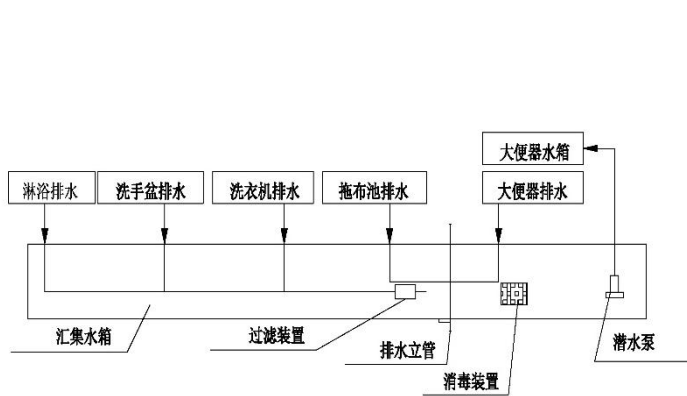 大便器水箱
淋浴排水
洗手盆排水
洗衣机排水
拖布池排水
大便器排水
汇集水箱
过滤装置
排水立管
消毒装置
潜水泵